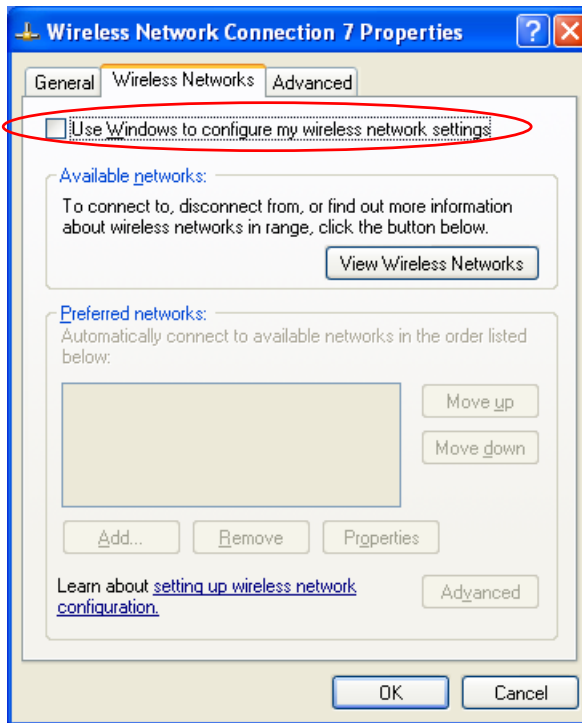 Wireless Network Connection 7 Properties
General Wireless Networks Advanced
Use Windows to configure my wireless network settings
Available networks:
To connect to, disconnect from, or find out more information
about wireless networks in range, click the button below.
View Wireless Networks
Preferred networks:
Automatically connect to available networks in the order listed
below:
Move up
Move down
Add... Remove Properties
Learn about setting up wireless network
configuration.
Advanced
OK Cancel